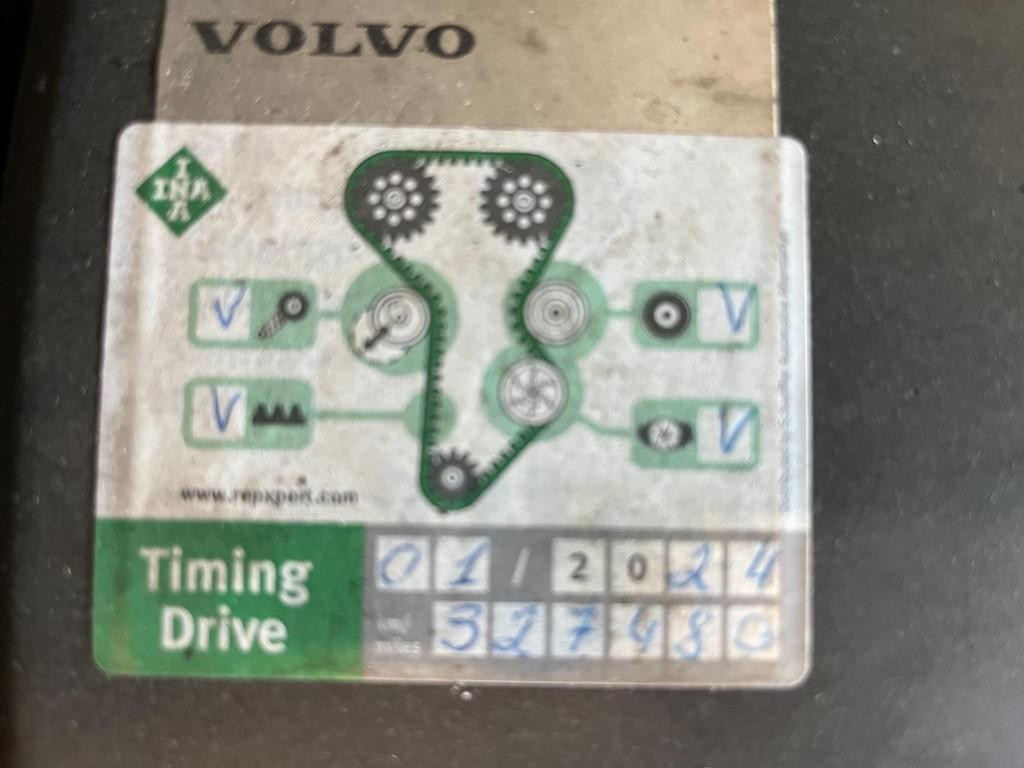 VOLVO
INA
V
V
V
V
www.repxpert.com
Timing
Drive
01 / 2024
km/
miles
327480